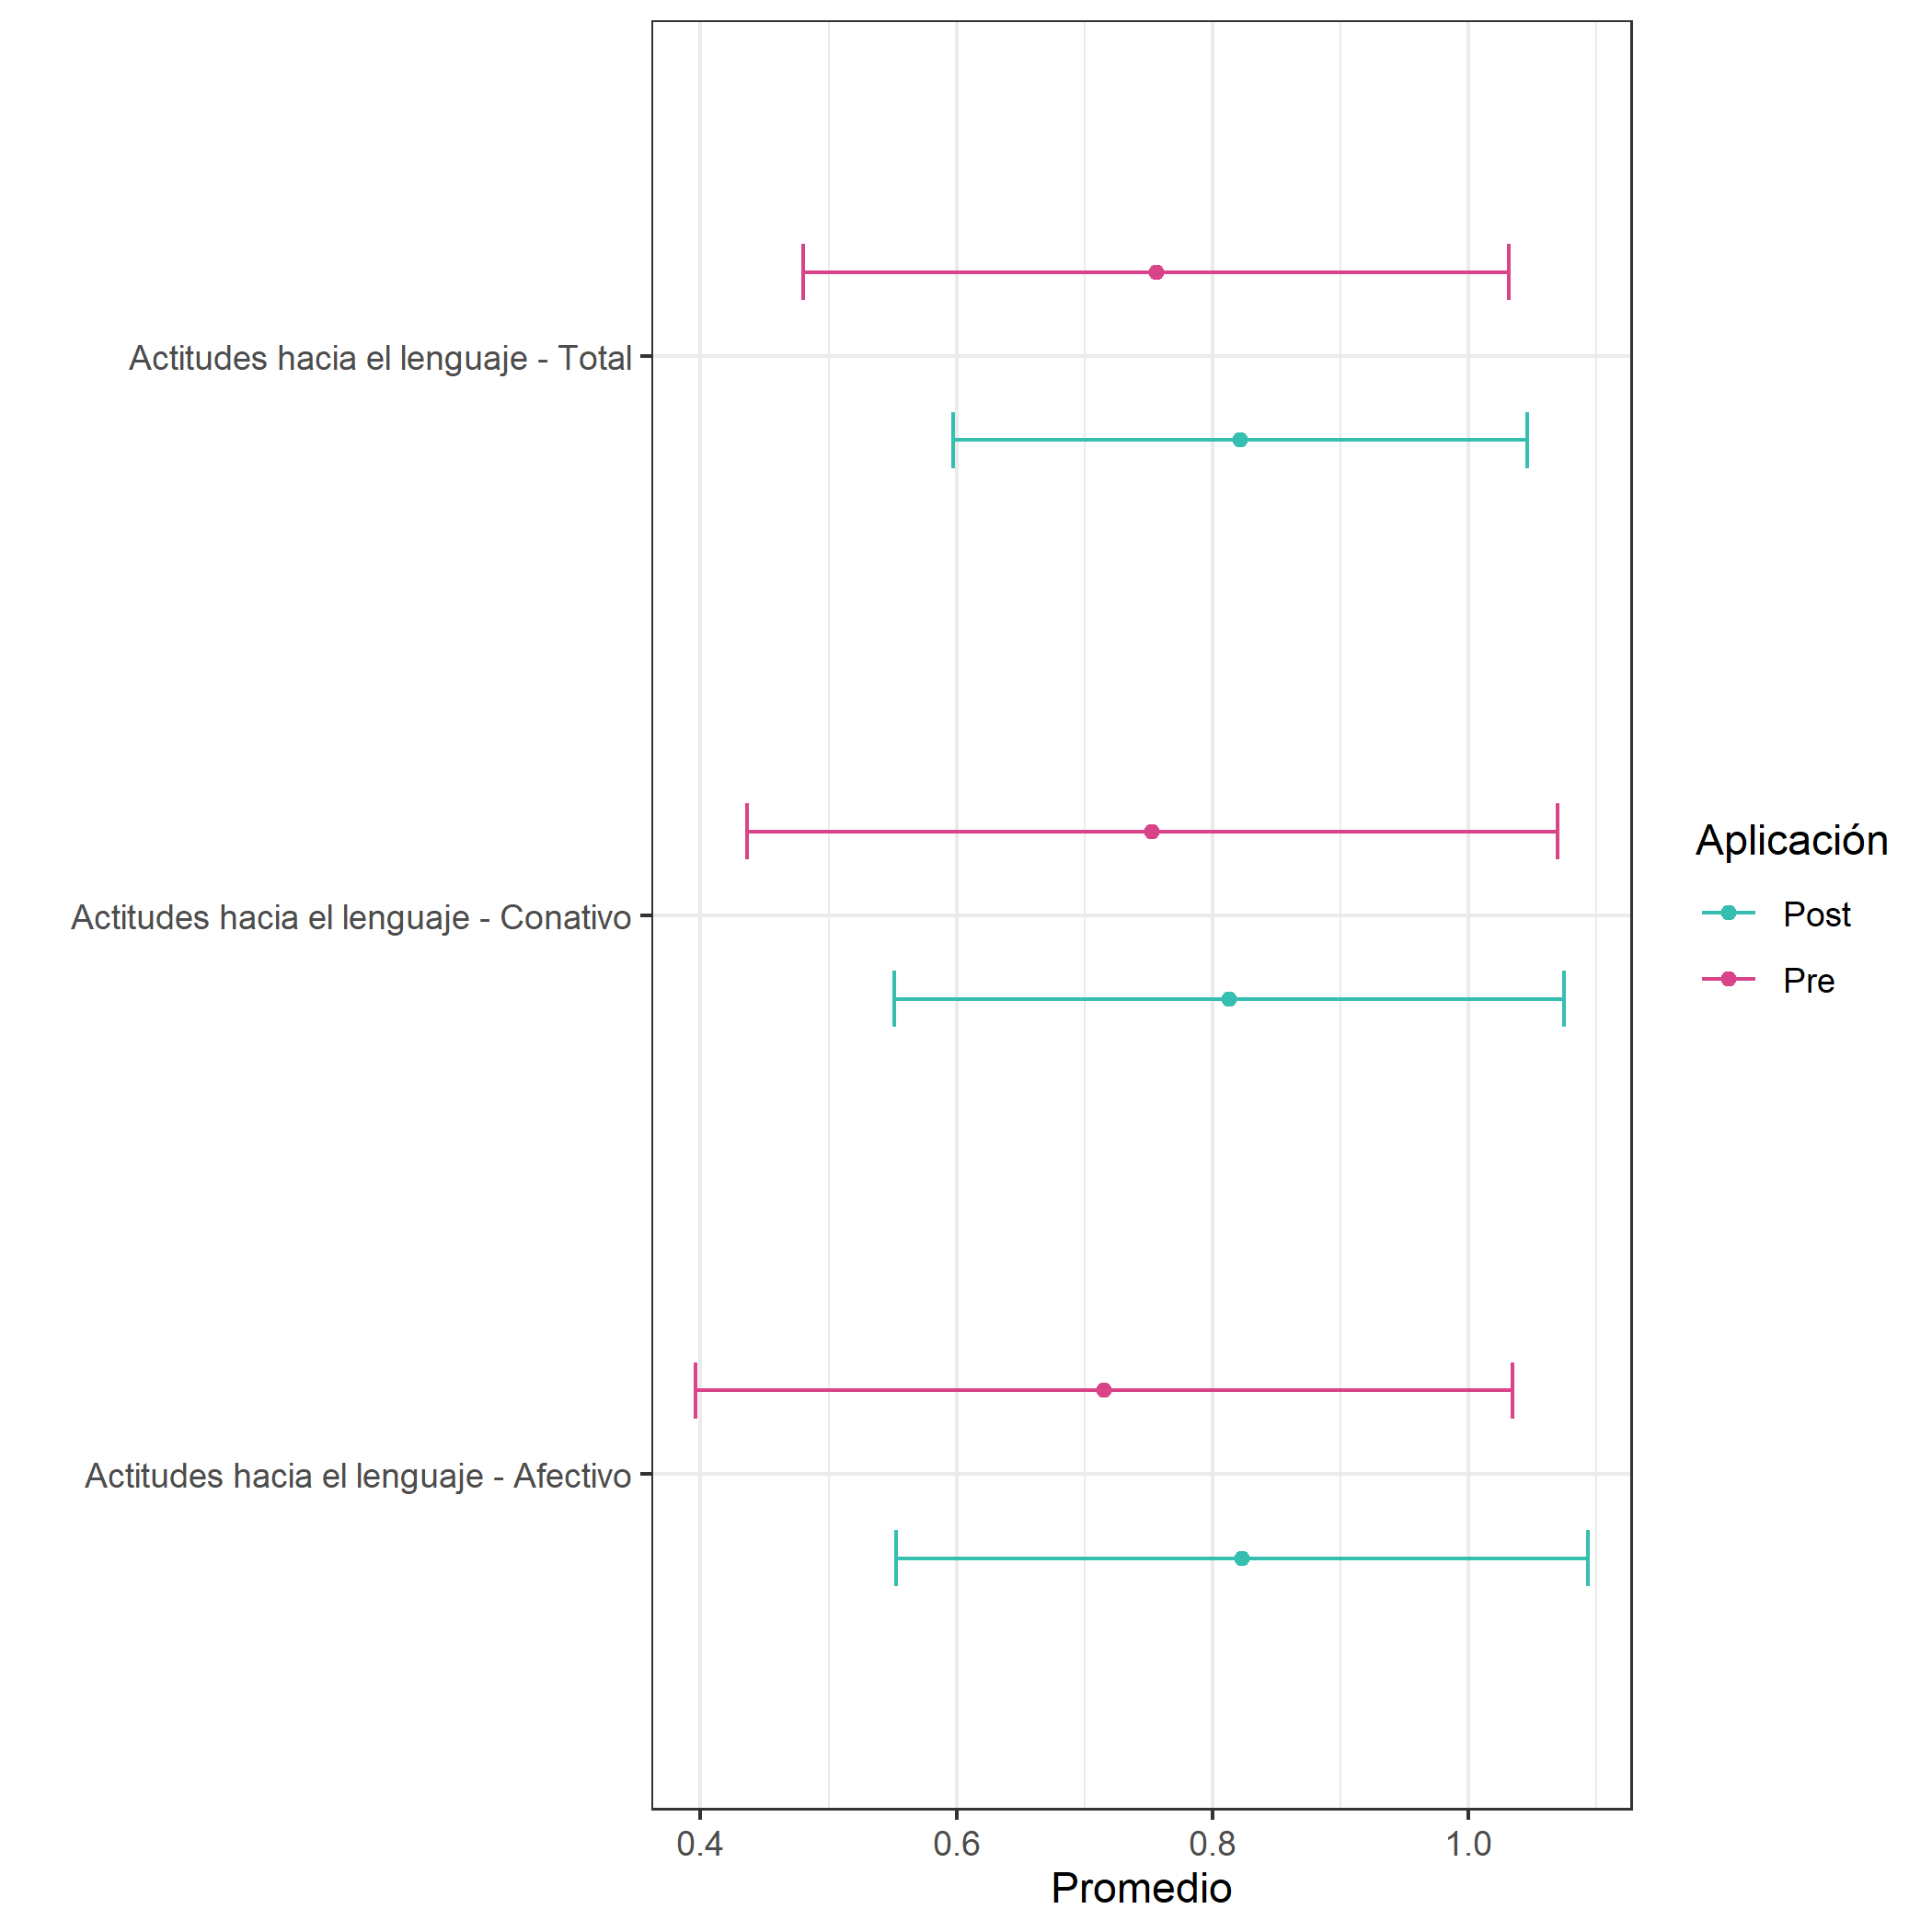 Actitudes hacia el lenguaje - Total
Actitudes hacia el lenguaje - Conativo
Actitudes hacia el lenguaje - Afectivo
0.4 0.6 0.8 1.0
Promedio
Aplicación
Post
Pre